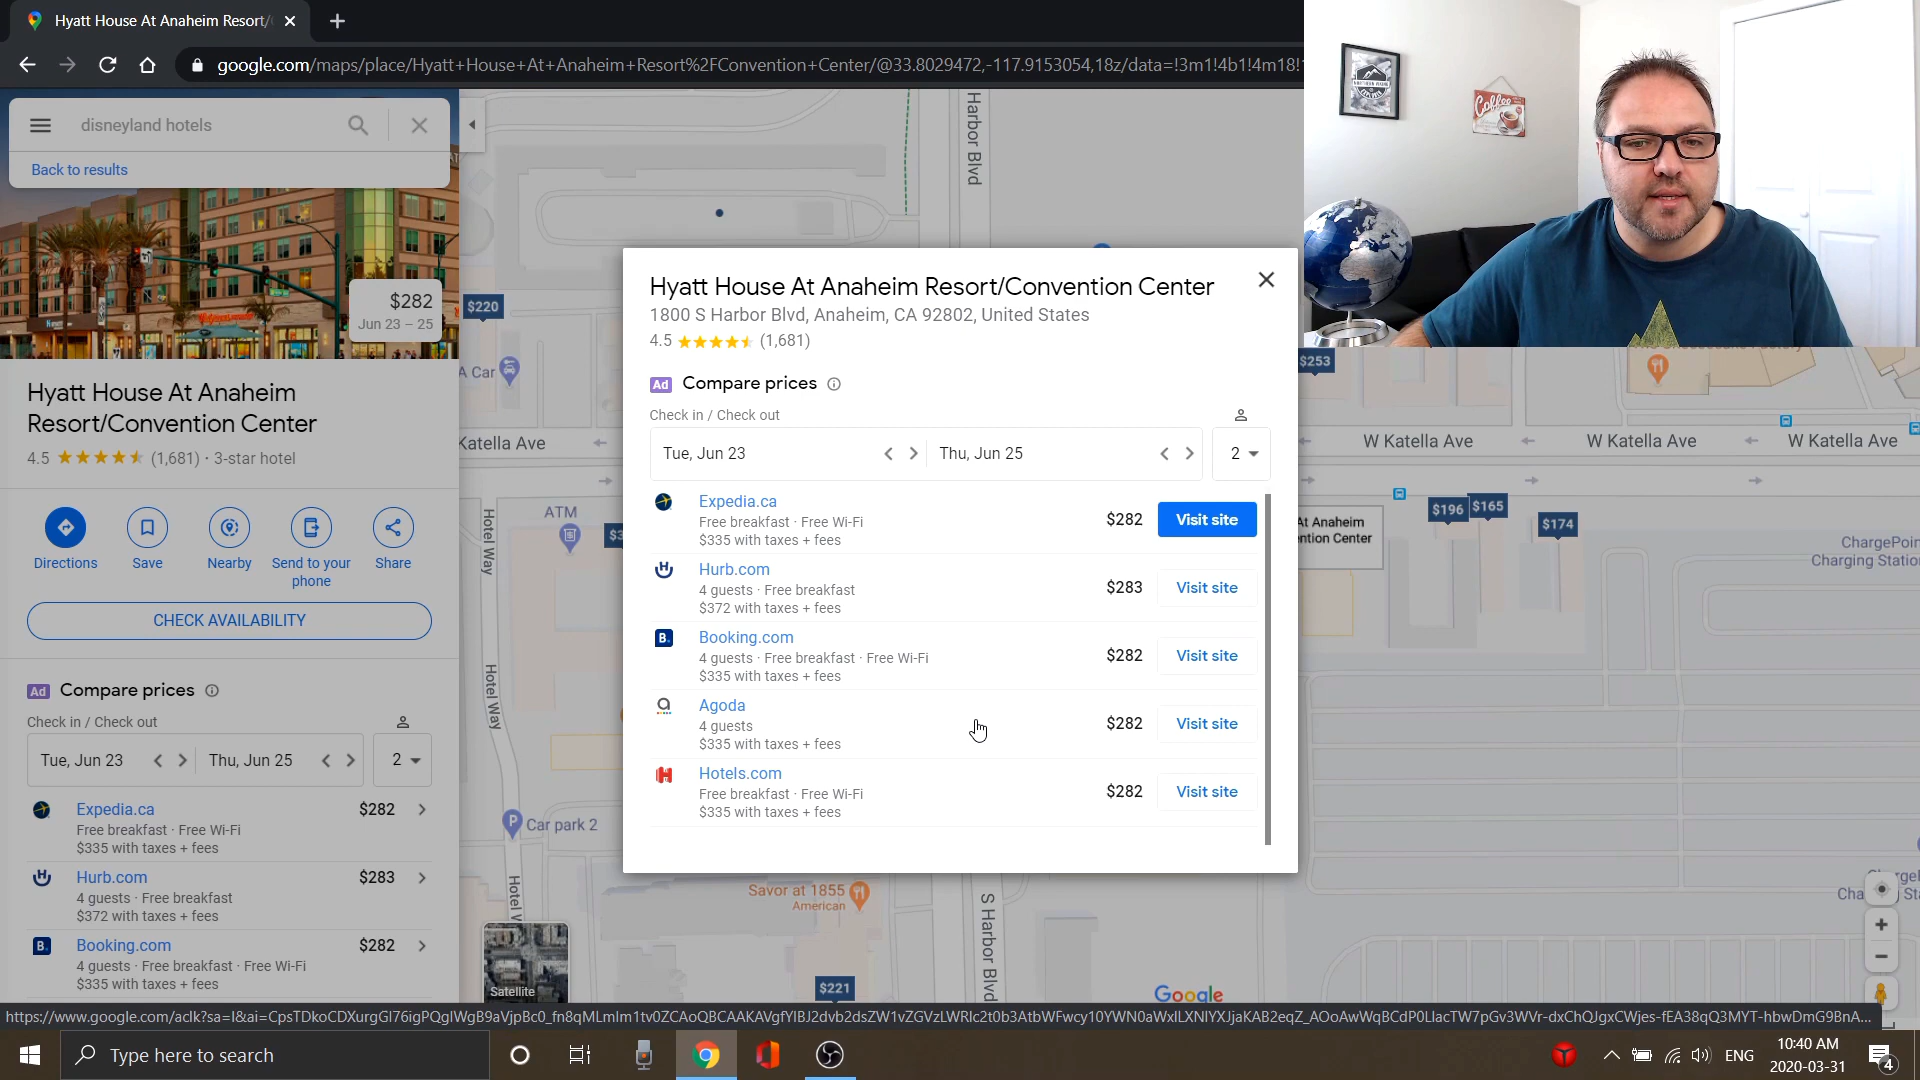 Hyatt House At Anaheim Resort/
google.com/maps/place/Hyatt+House+At+Anaheim+Resort%2FConvention+Center/@33.8029472,-117.9153054,18z/data=!3m1!4b1!4m18!1
disneyland hotels
Back to results
$282
Jun 23 – 25
Hyatt House At Anaheim
Resort/Convention Center
4.5 (1,681) · 3-star hotel
Directions
Save
Nearby
Send to your
phone
Share
CHECK AVAILABILITY
Ad Compare prices
Check in / Check out
Tue, Jun 23
Thu, Jun 25
2
Expedia.ca $282
Free breakfast · Free Wi-Fi
$335 with taxes + fees
Hurb.com $283
4 guests · Free breakfast
$372 with taxes + fees
Booking.com $282
4 guests · Free breakfast · Free Wi-Fi
$335 with taxes + fees
Hyatt House At Anaheim Resort/Convention Center
1800 S Harbor Blvd, Anaheim, CA 92802, United States
4.5 (1,681)
Ad Compare prices
Check in / Check out
Tue, Jun 23
Thu, Jun 25
2
Expedia.ca
Free breakfast · Free Wi-Fi
$335 with taxes + fees
$282
Visit site
Hurb.com
4 guests · Free breakfast
$372 with taxes + fees
$283
Visit site
Booking.com
4 guests · Free breakfast · Free Wi-Fi
$335 with taxes + fees
$282
Visit site
Agoda
4 guests
$335 with taxes + fees
$282
Visit site
Hotels.com
Free breakfast · Free Wi-Fi
$335 with taxes + fees
$282
Visit site
Harbor Blvd
$220
A Car
Katella Ave
ATM
Hotel Way
Hotel Way
Car park 2
Savor at 1855
American
S Harbor Blvd
$221
Satellite
Google
$253
W Katella Ave
W Katella Ave
W Katella Ave
$196
$165
$174
At Anaheim
ntion Center
ChargePoin
Charging Statio
Coffee
EXPLORER
Type here to search
ENG
10:40 AM
2020-03-31
4